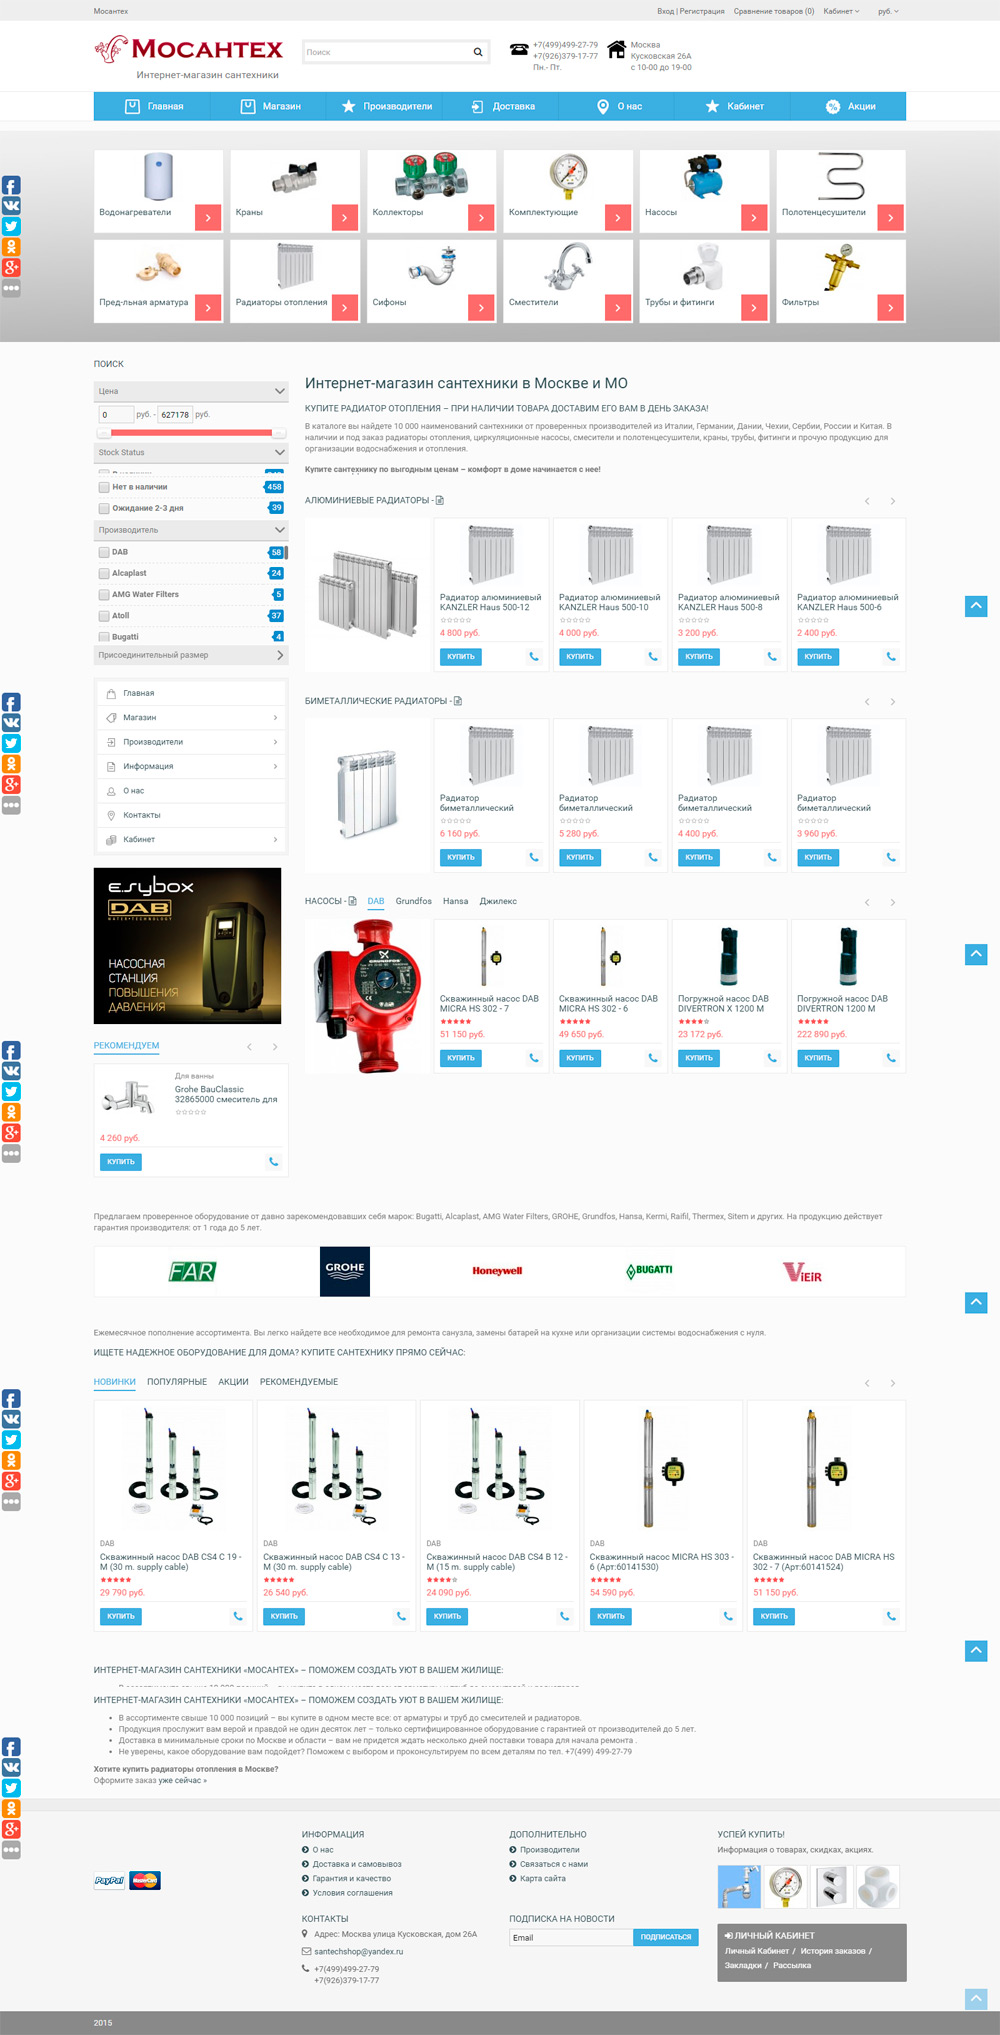 Мосантех
Вход | Регистрация Сравнение товаров (0) Кабинет руб.
Мосантех
Интернет-магазин сантехники
Поиск
+7(499)499-27-79
+7(926)379-17-77
Пн.- Пт.
Москва
Кусковская 26А
с 10-00 до 19-00
Главная Магазин Производители Доставка О нас Кабинет Акции
Водонагреватели Краны Коллекторы Комплектующие Насосы Полотенцесушители
Пред-льная арматура Радиаторы отопления Сифоны Смесители Трубы и фитинги Фильтры
ПОИСК
Цена
0 руб. - 627178 руб.
Stock Status
Нет в наличии 458
Ожидание 2-3 дня 39
Производитель
DAB 58
Alcaplast 24
AMG Water Filters 5
Atoll 37
Bugatti 4
Присоединительный размер
Главная
Магазин
Производители
Информация
О нас
Контакты
Кабинет
e.sybox
DAB
WATER•TECHNOLOGY
НАСОСНАЯ
СТАНЦИЯ
ПОВЫШЕНИЯ
ДАВЛЕНИЯ
РЕКОМЕНДУЕМ
Для ванны
Grohe BauClassic
32865000 смеситель для
4 260 руб.
КУПИТЬ
Интернет-магазин сантехники в Москве и МО
КУПИТЕ РАДИАТОР ОТОПЛЕНИЯ – ПРИ НАЛИЧИИ ТОВАРА ДОСТАВИМ ЕГО ВАМ В ДЕНЬ ЗАКАЗА!
В каталоге вы найдете 10 000 наименований сантехники от проверенных производителей из Италии, Германии, Дании, Чехии, Сербии, России и Китая. В
наличии и под заказ радиаторы отопления, циркуляционные насосы, смесители и полотенцесушители, краны, трубы, фитинги и прочую продукцию для
организации водоснабжения и отопления.
Купите сантехнику по выгодным ценам – комфорт в доме начинается с нее!
АЛЮМИНИЕВЫЕ РАДИАТОРЫ -
Радиатор алюминиевый Радиатор алюминиевый Радиатор алюминиевый Радиатор алюминиевый
KANZLER Haus 500-12 KANZLER Haus 500-10 KANZLER Haus 500-8 KANZLER Haus 500-6
4 800 руб. 4 000 руб. 3 200 руб. 2 400 руб.
КУПИТЬ КУПИТЬ КУПИТЬ КУПИТЬ
БИМЕТАЛЛИЧЕСКИЕ РАДИАТОРЫ -
Радиатор Радиатор Радиатор Радиатор
биметаллический биметаллический биметаллический биметаллический
6 160 руб. 5 280 руб. 4 400 руб. 3 960 руб.
КУПИТЬ КУПИТЬ КУПИТЬ КУПИТЬ
НАСОСЫ - DAB Grundfos Hansa Джилекс
GRUNDFOS
Скважинный насос DAB Скважинный насос DAB Погружной насос DAB Погружной насос DAB
MICRA HS 302 - 7 MICRA HS 302 - 6 DIVERTRON X 1200 M DIVERTRON 1200 M
51 150 руб. 49 650 руб. 23 172 руб. 222 890 руб.
КУПИТЬ КУПИТЬ КУПИТЬ КУПИТЬ
Предлагаем проверенное оборудование от давно зарекомендовавших себя марок: Bugatti, Alcaplast, AMG Water Filters, GROHE, Grundfos, Hansa, Kermi, Raifil, Thermex, Sitem и других. На продукцию действует
гарантия производителя: от 1 года до 5 лет.
FAR GROHE Honeywell BUGATTI ViEiR
Ежемесячное пополнение ассортимента. Вы легко найдете все необходимое для ремонта санузла, замены батарей на кухне или организации системы водоснабжения с нуля.
ИЩЕТЕ НАДЕЖНОЕ ОБОРУДОВАНИЕ ДЛЯ ДОМА? КУПИТЕ САНТЕХНИКУ ПРЯМО СЕЙЧАС:
НОВИНКИ ПОПУЛЯРНЫЕ АКЦИИ РЕКОМЕНДУЕМЫЕ
DAB DAB DAB DAB DAB
Скважинный насос DAB CS4 C 19 - Скважинный насос DAB CS4 C 13 - Скважинный насос DAB CS4 B 12 - Скважинный насос MICRA HS 303 - Скважинный насос DAB MICRA HS
M (30 m. supply cable) M (30 m. supply cable) M (15 m. supply cable) 6 (Арт:60141530) 302 - 7 (Арт:60141524)
29 790 руб. 26 540 руб. 24 090 руб. 54 590 руб. 51 150 руб.
КУПИТЬ КУПИТЬ КУПИТЬ КУПИТЬ КУПИТЬ
ИНТЕРНЕТ-МАГАЗИН САНТЕХНИКИ «МОСАНТЕХ» – ПОМОЖЕМ СОЗДАТЬ УЮТ В ВАШЕМ ЖИЛИЩЕ:
ИНТЕРНЕТ-МАГАЗИН САНТЕХНИКИ «МОСАНТЕХ» – ПОМОЖЕМ СОЗДАТЬ УЮТ В ВАШЕМ ЖИЛИЩЕ:
• В ассортименте свыше 10 000 позиций – вы купите в одном месте все: от арматуры и труб до смесителей и радиаторов.
• Продукция прослужит вам верой и правдой не один десяток лет – только сертифицированное оборудование с гарантией от производителей до 5 лет.
• Доставка в минимальные сроки по Москве и области – вам не придется ждать несколько дней поставки товара для начала ремонта .
• Не уверены, какое оборудование вам подойдет? Поможем с выбором и проконсультируем по всем деталям по тел. +7(499) 499-27-79
Хотите купить радиаторы отопления в Москве?
Оформите заказ уже сейчас »
PayPal MasterCard
ИНФОРМАЦИЯ
О нас
Доставка и самовывоз
Гарантия и качество
Условия соглашения
ДОПОЛНИТЕЛЬНО
Производители
Связаться с нами
Карта сайта
УСПЕЙ КУПИТЬ!
Информация о товарах, скидках, акциях.
КОНТАКТЫ
Адрес: Москва улица Кусковская, дом 26А
santechshop@yandex.ru
+7(499)499-27-79
+7(926)379-17-77
ПОДПИСКА НА НОВОСТИ
Email ПОДПИСАТЬСЯ
ЛИЧНЫЙ КАБИНЕТ
Личный Кабинет / История заказов /
Закладки / Рассылка
2015